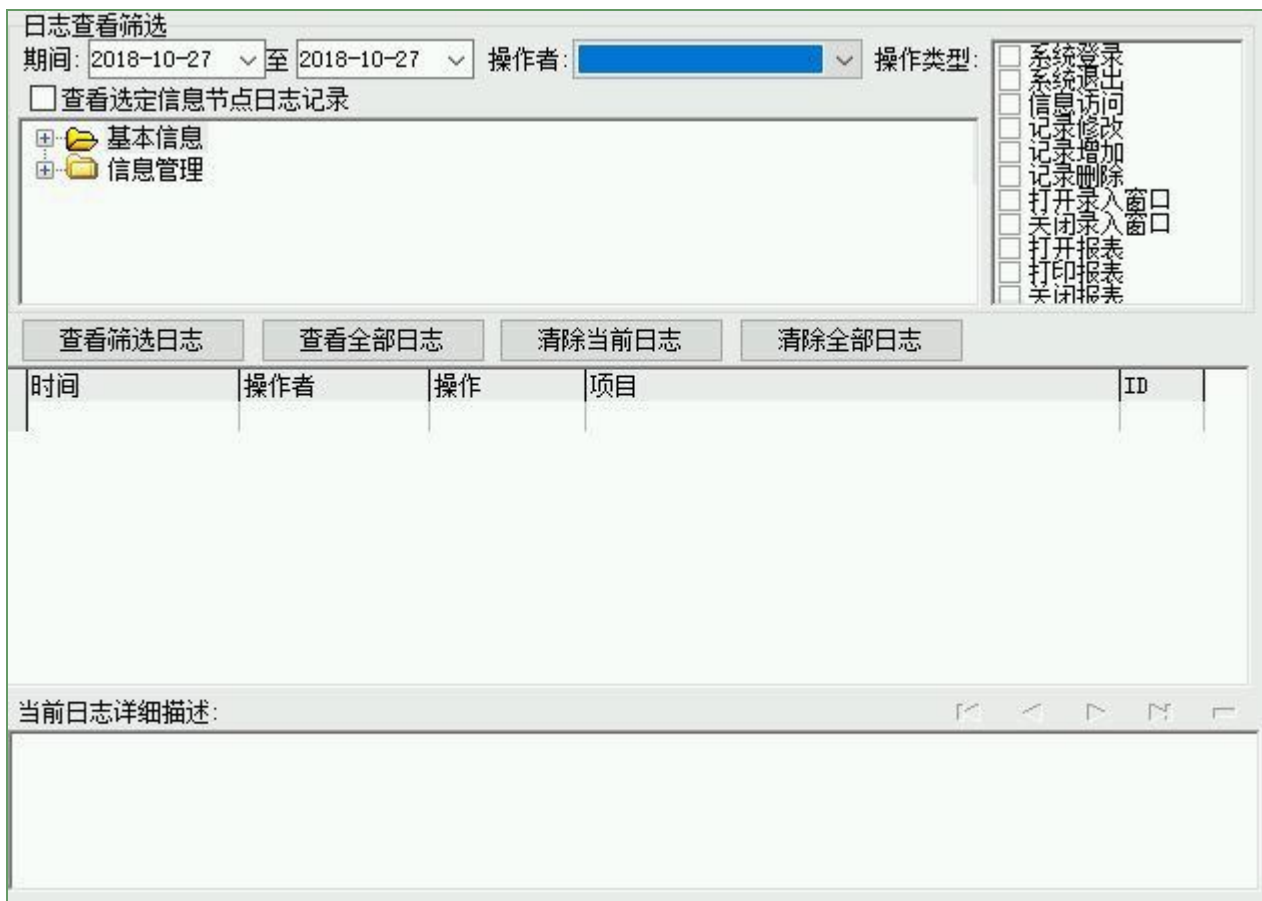 日志查看筛选
期间: 2018-10-27 至 2018-10-27 操作者: 操作类型:
系统登录
系统退出
信息访问
记录修改
记录增加
记录删除
打开录入窗口
关闭录入窗口
打开报表
打印报表
关闭报表
查看选定信息节点日志记录
基本信息
信息管理
查看筛选日志 查看全部日志 清除当前日志 清除全部日志
时间 操作者 操作 项目 ID
当前日志详细描述: